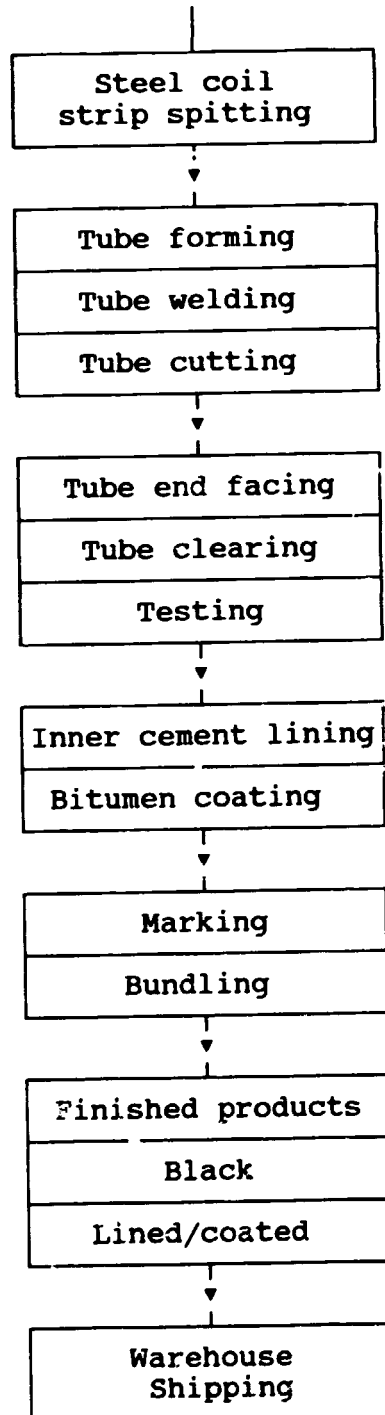 Steel coil
strip spitting
Tube forming
Tube welding
Tube cutting
Tube end facing
Tube clearing
Testing
Inner cement lining
Bitumen coating
Marking
Bundling
Finished products
Black
Lined/coated
Warehouse
Shipping